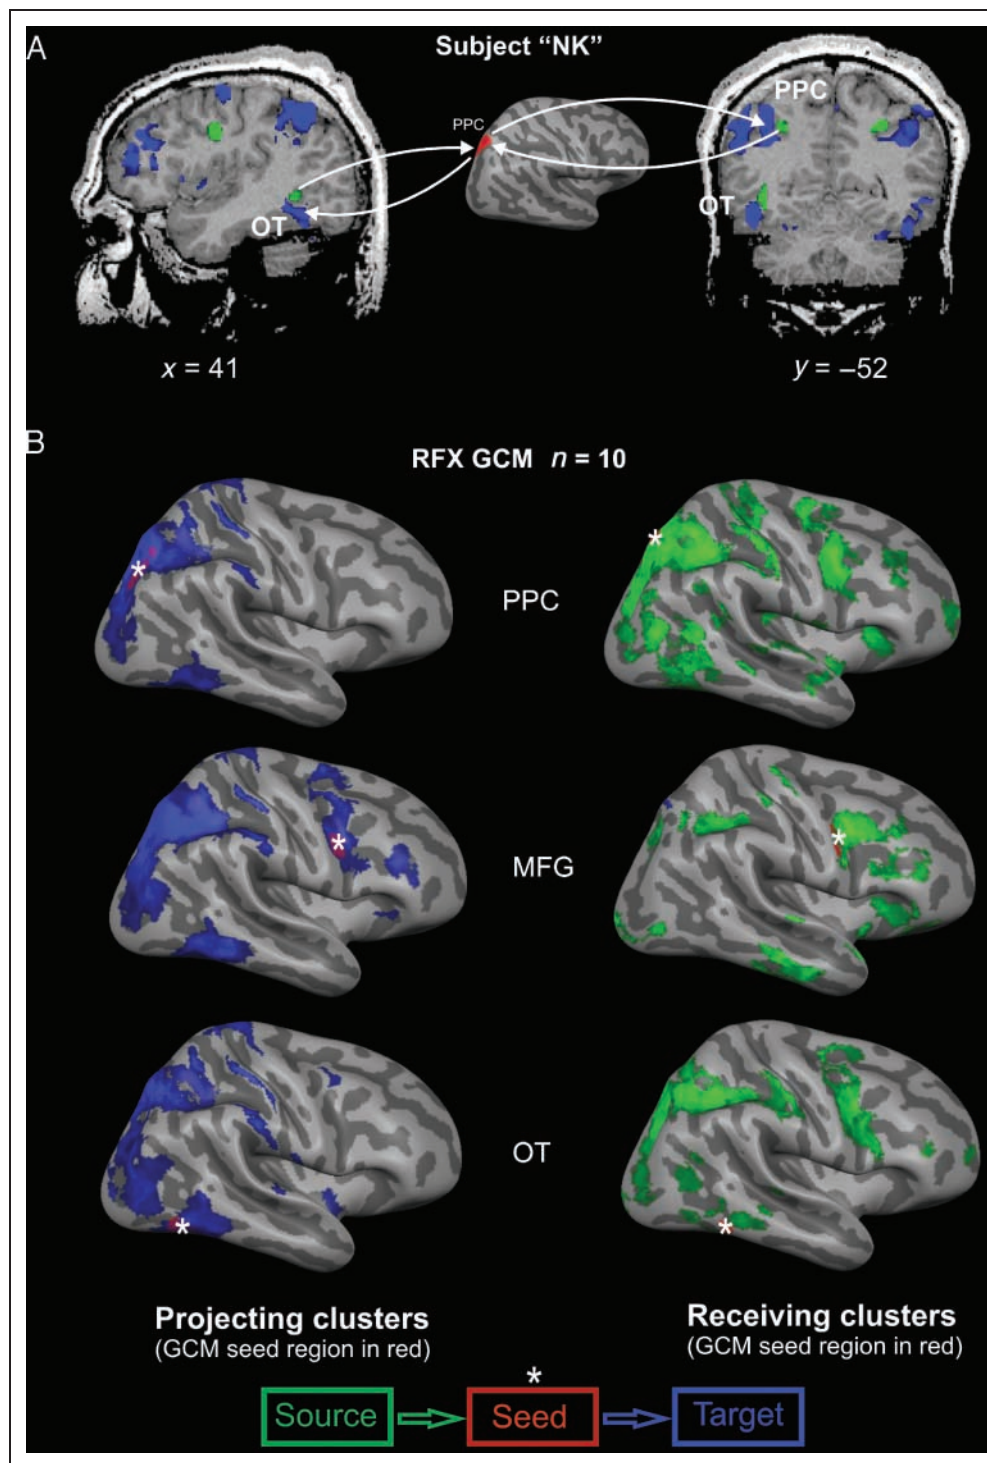 A
Subject "NK"
PPC
PPC
OT
OT
x = 41
y = −52
B
RFX GCM n = 10
PPC
MFG
OT
Projecting clusters
(GCM seed region in red)
Receiving clusters
(GCM seed region in red)
*
Source
Seed
Target